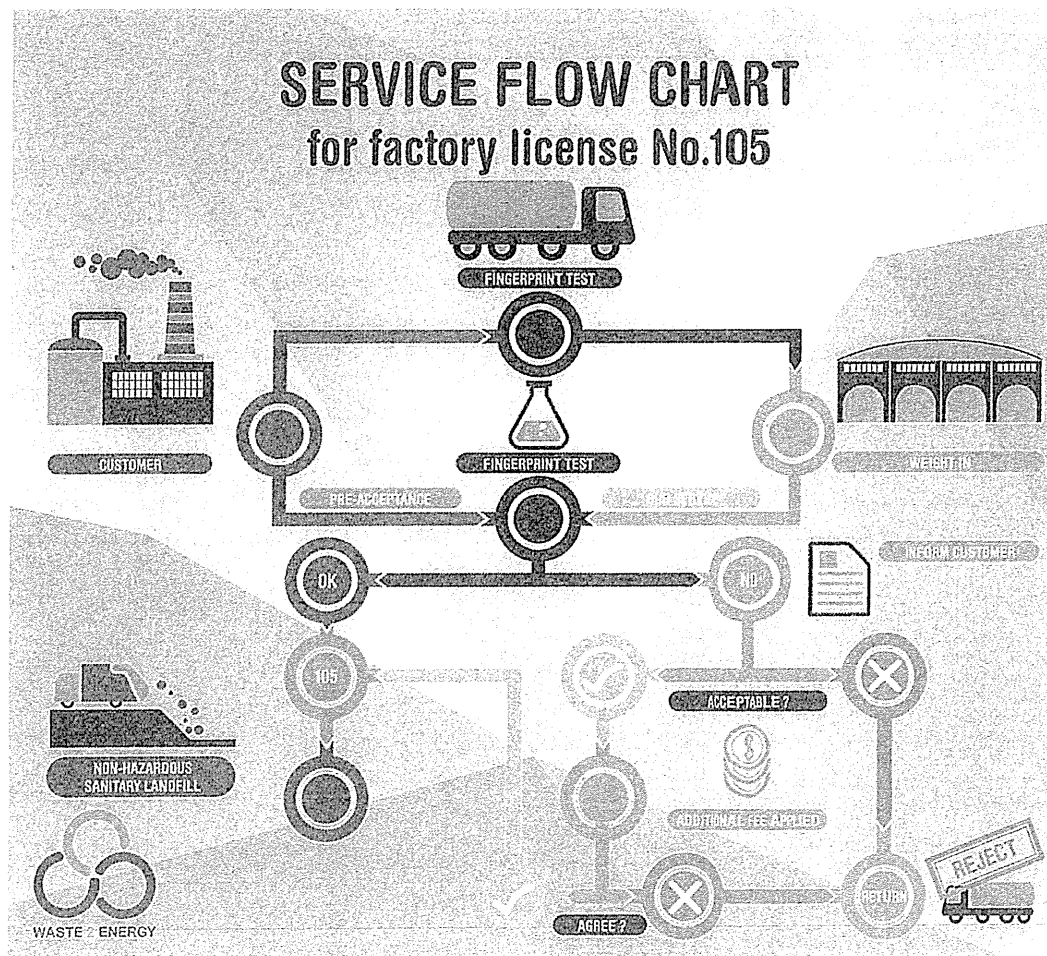 SERVICE FLOW CHART
for factory license No.105
FINGERPRINT TEST
CUSTOMER
FINGERPRINT TEST
WEIGHT IN
PRE-ACCEPTANCE
OK
NO
INFORM CUSTOMER
105
ACCEPTABLE ?
NON-HAZARDOUS
SANITARY LANDFILL
$
ADDITIONAL FEE APPLIED
REJECT
RETURN
AGREE ?
WASTE 2 ENERGY